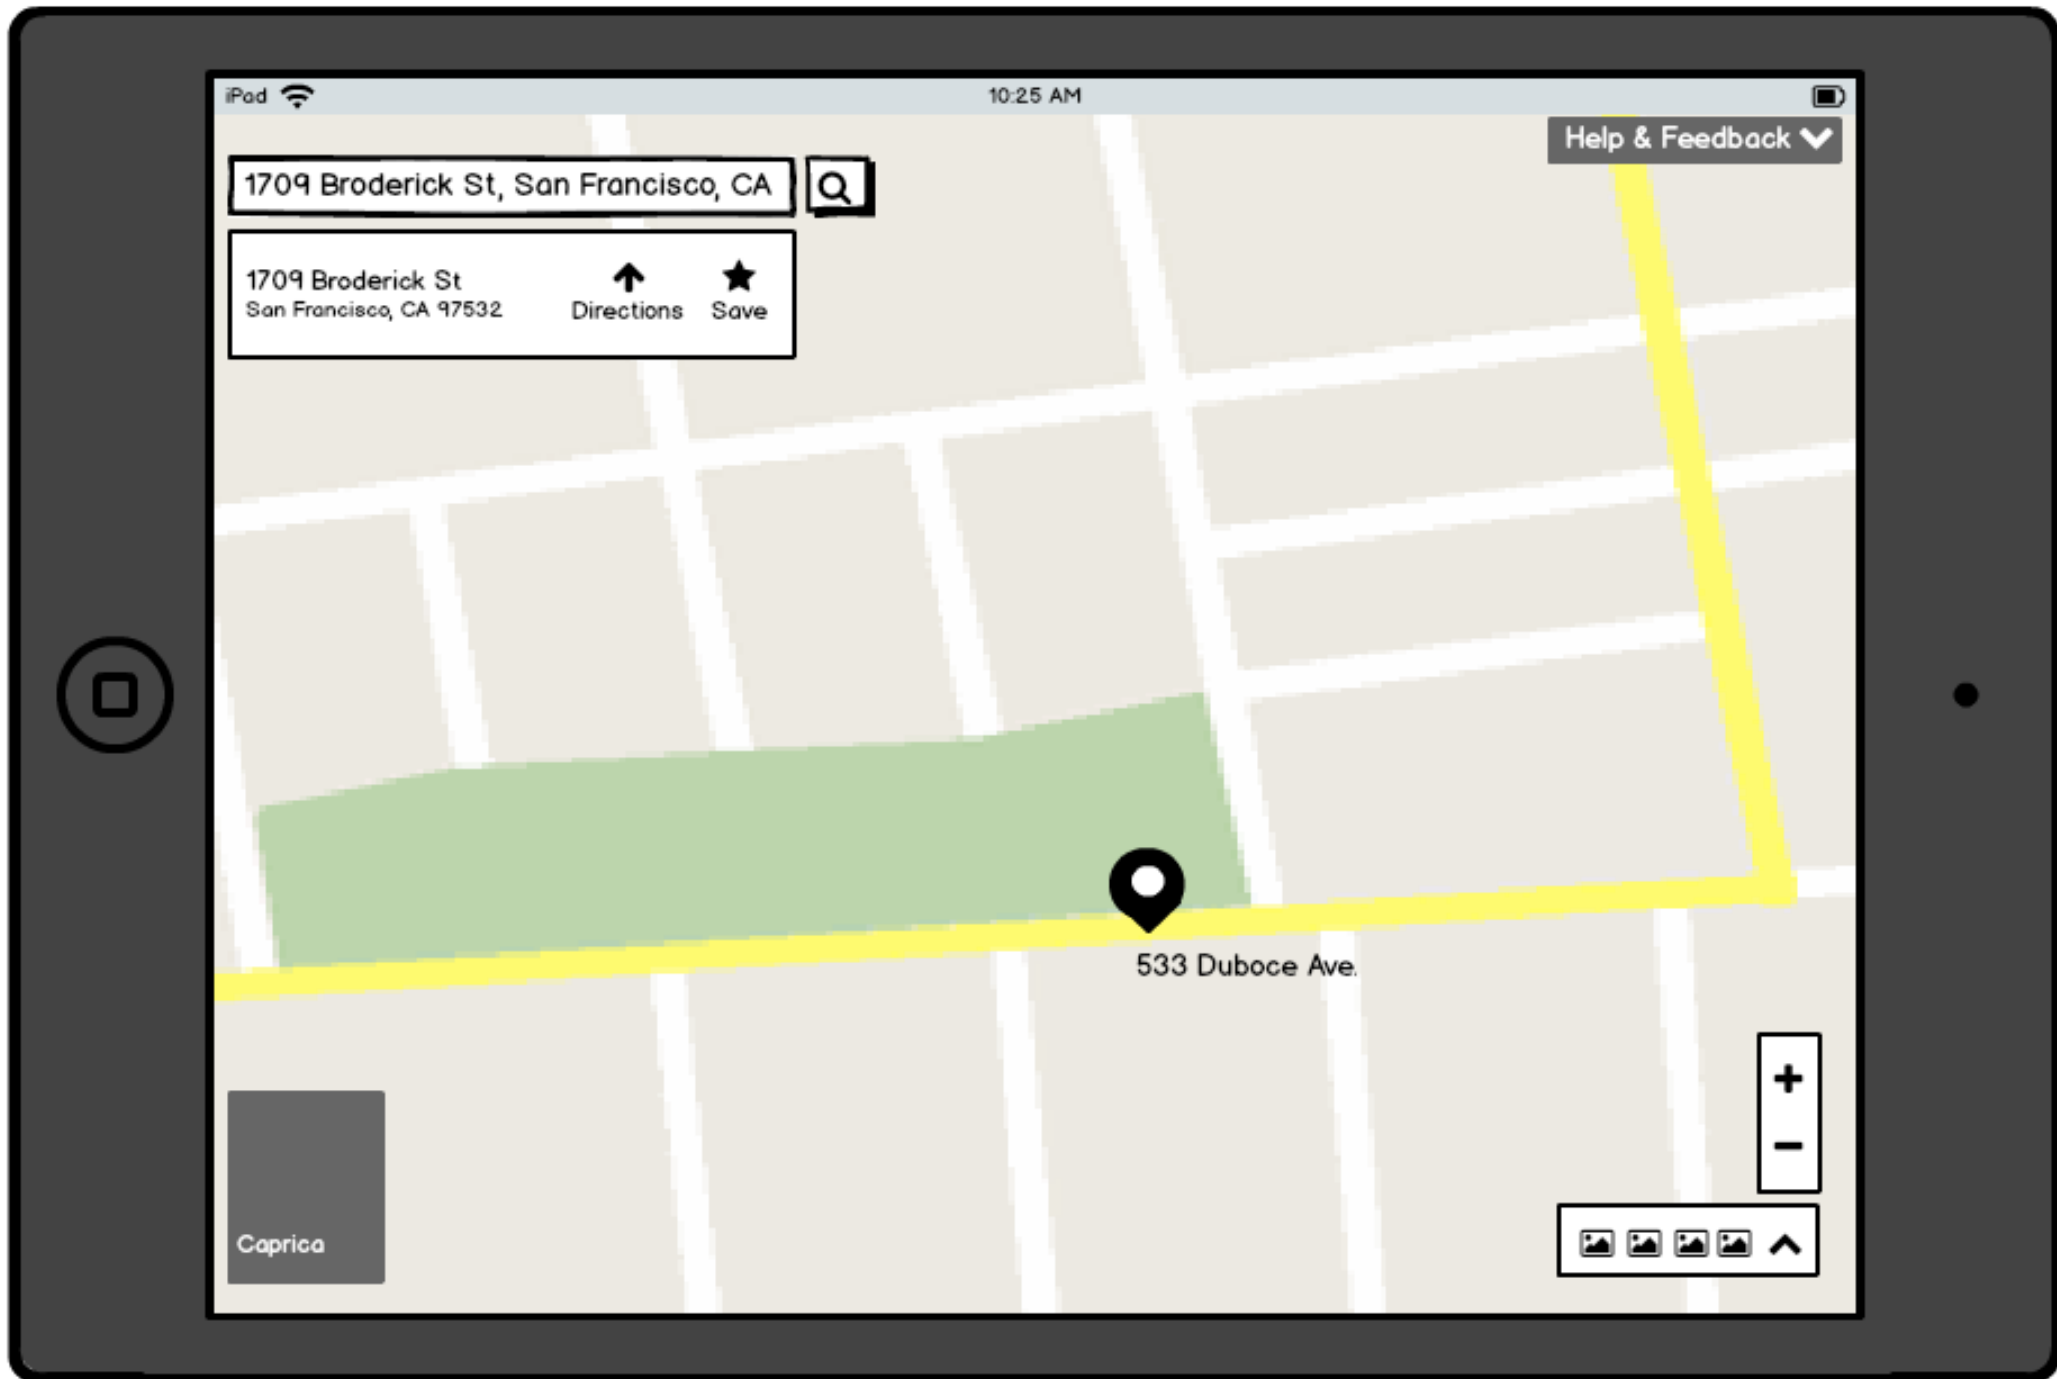 iPad
10:25 AM
Help & Feedback
1709 Broderick St, San Francisco, CA
1709 Broderick St
San Francisco, CA 97532
Directions
Save
533 Duboce Ave.
Caprica